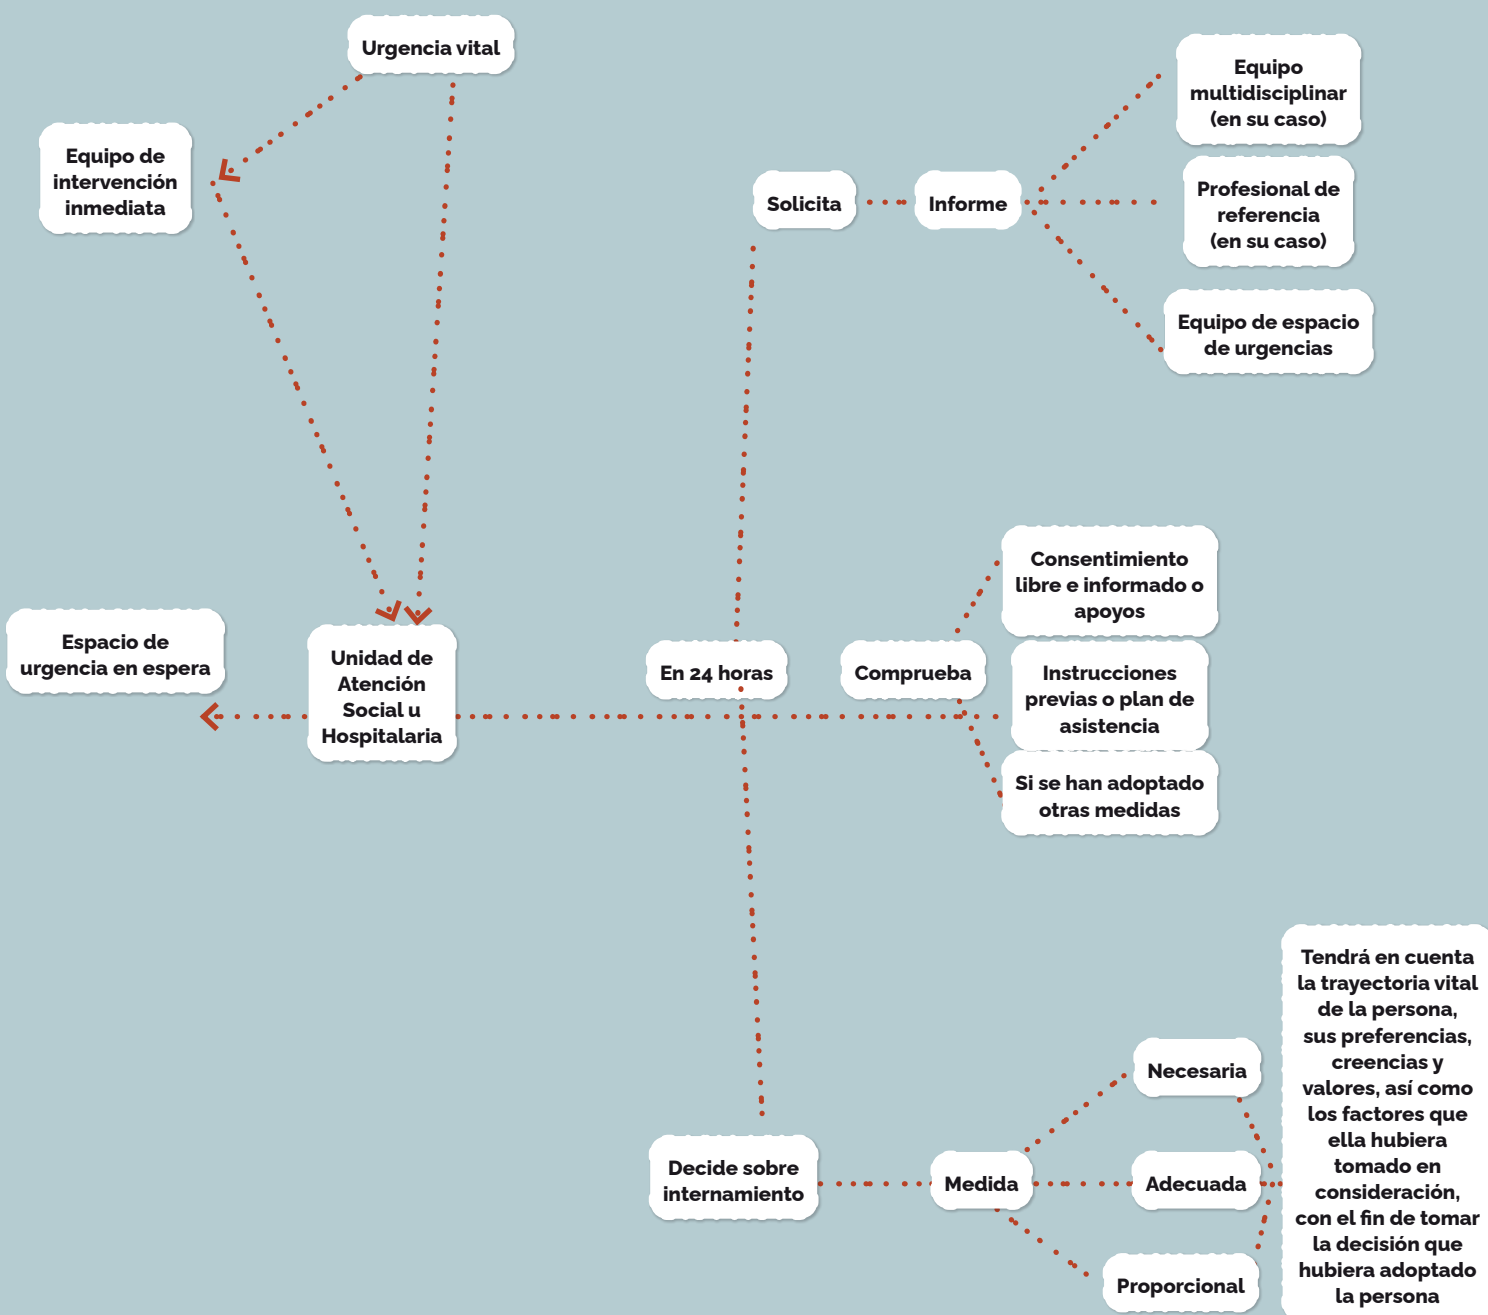 Urgencia vital
Equipo de
intervención
inmediata
Equipo
multidisciplinar
(en su caso)
Solicita
Informe
Profesional de
referencia
(en su caso)
Equipo de espacio
de urgencias
Espacio de
urgencia en espera
Unidad de
Atención
Social u
Hospitalaria
En 24 horas
Comprueba
Consentimiento
libre e informado o
apoyos
Instrucciones
previas o plan de
asistencia
Si se han adoptado
otras medidas
Decide sobre
internamiento
Medida
Necesaria
Adecuada
Proporcional
Tendrá en cuenta
la trayectoria vital
de la persona,
sus preferencias,
creencias y
valores, así como
los factores que
ella hubiera
tomado en
consideración,
con el fin de tomar
la decisión que
hubiera adoptado
la persona